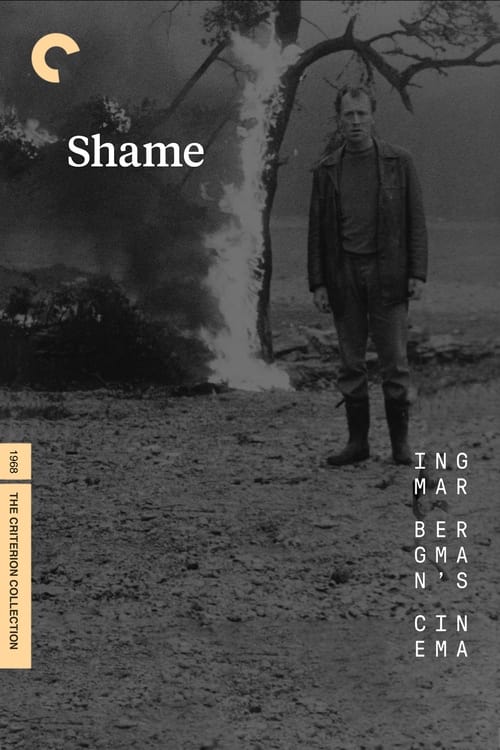 Shame
1968
THE CRITERION COLLECTION
ING
MAR
BER
GMA
N'S
CIN
EMA